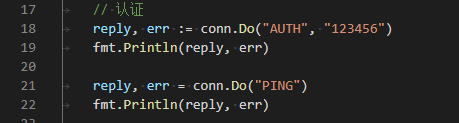 17 // 认证
18 reply, err := conn.Do("AUTH", "123456")
19 fmt.Println(reply, err)
20
21 reply, err = conn.Do("PING")
22 fmt.Println(reply, err)
23